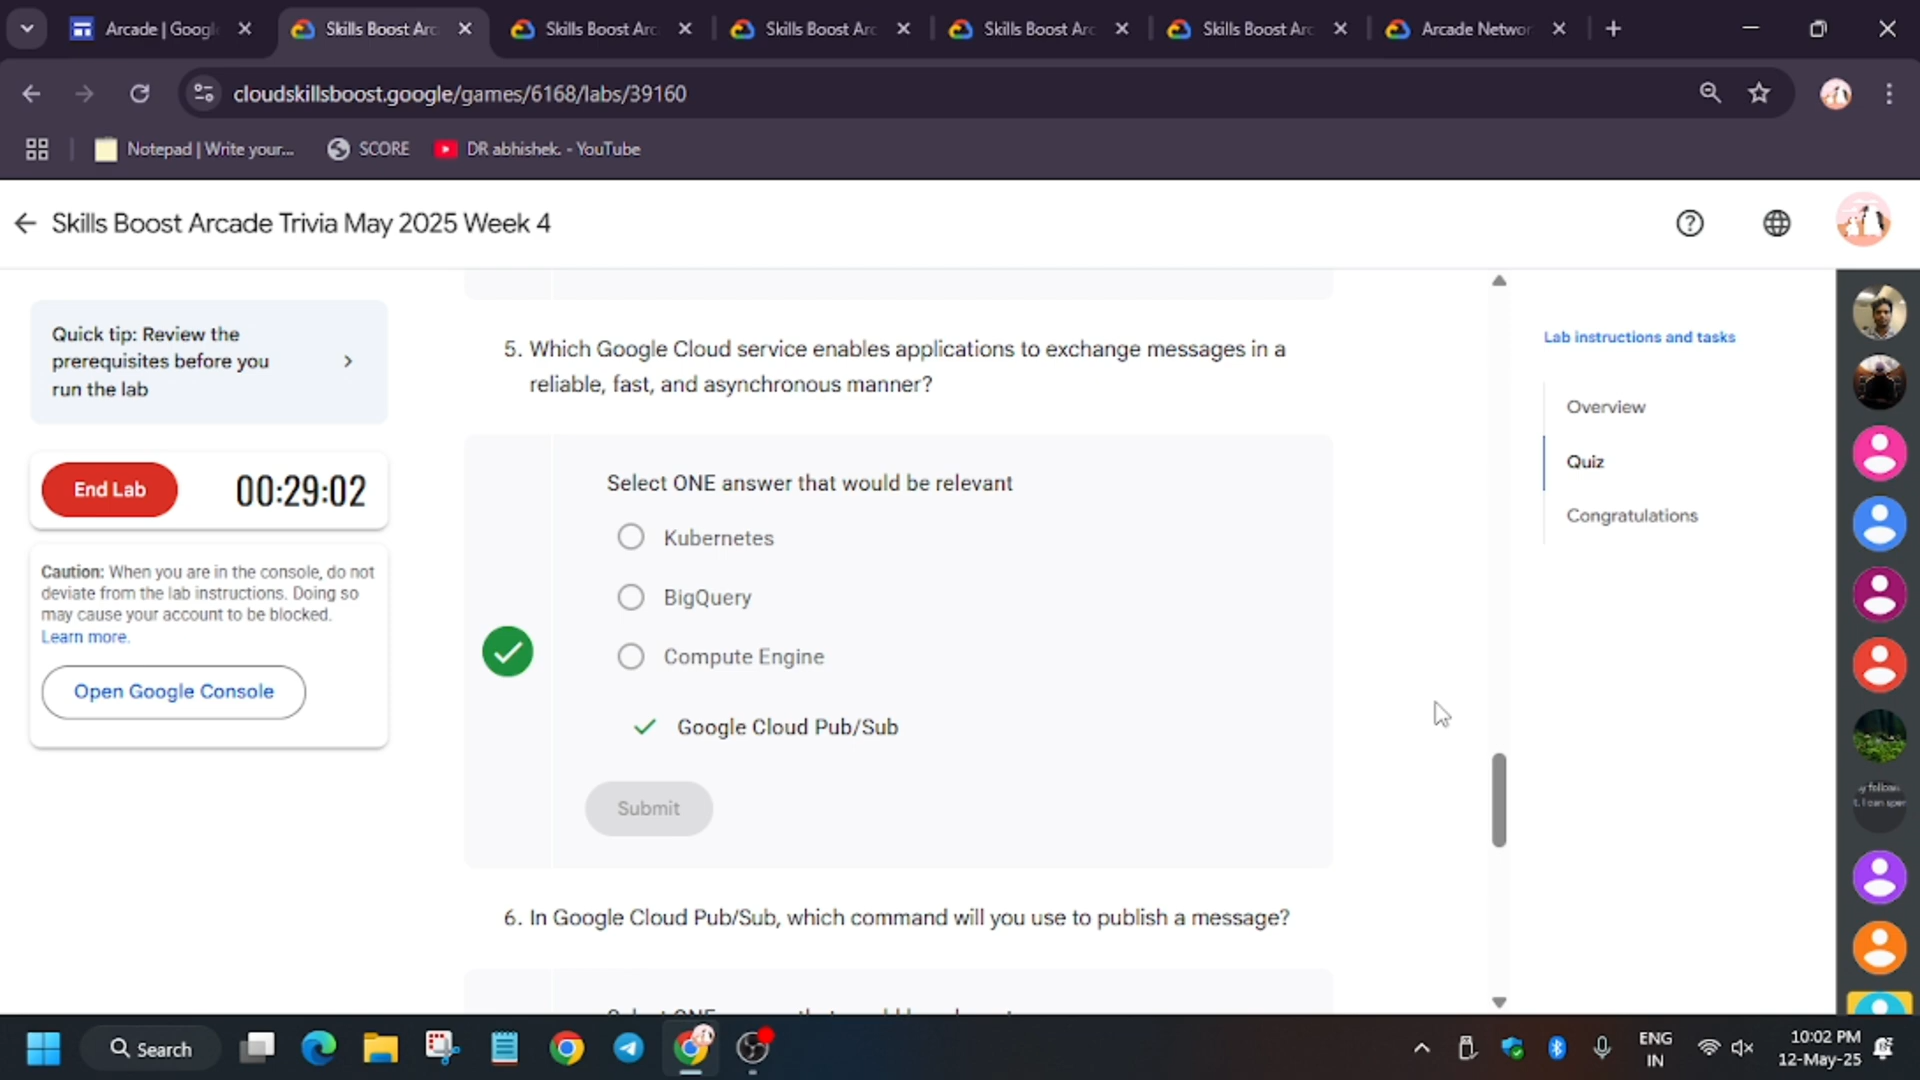 Arcade | Google
Skills Boost Arc
Skills Boost Arc
Skills Boost Arc
Skills Boost Arc
Skills Boost Arc
Arcade Networ
cloudskillsboost.google/games/6168/labs/39160
Notepad | Write your...
SCORE
DR abhishek. - YouTube
Skills Boost Arcade Trivia May 2025 Week 4
Quick tip: Review the
prerequisites before you
run the lab
End Lab
00:29:02
Caution: When you are in the console, do not
deviate from the lab instructions. Doing so
may cause your account to be blocked.
Learn more.
Open Google Console
5. Which Google Cloud service enables applications to exchange messages in a
reliable, fast, and asynchronous manner?
Select ONE answer that would be relevant
Kubernetes
BigQuery
Compute Engine
Google Cloud Pub/Sub
Submit
6. In Google Cloud Pub/Sub, which command will you use to publish a message?
Lab instructions and tasks
Overview
Quiz
Congratulations
Search
ENG
IN
10:02 PM
12-May-25